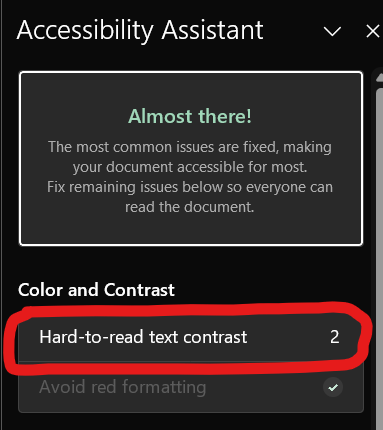 Accessibility Assistant
Almost there!
The most common issues are fixed, making
your document accessible for most.
Fix remaining issues below so everyone can
read the document.
Color and Contrast
Hard-to-read text contrast 2
Avoid red formatting